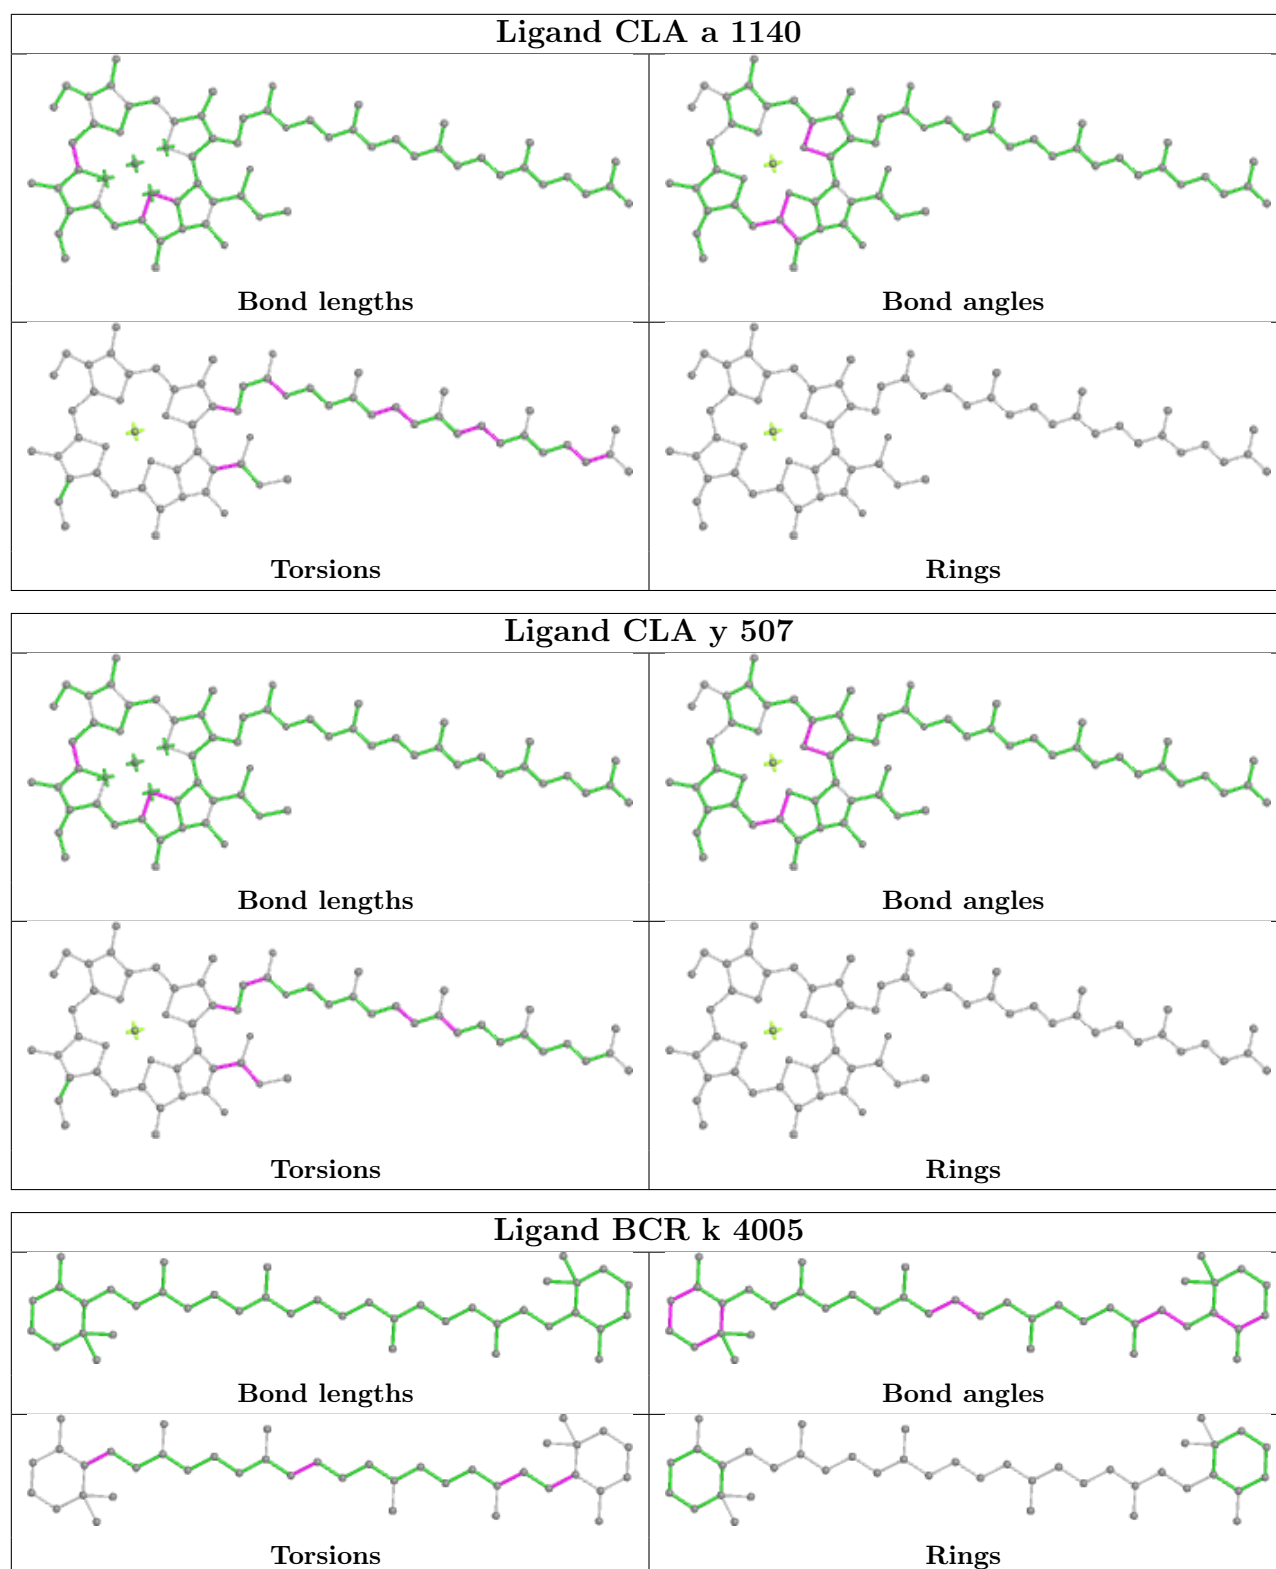 Ligand CLA a 1140
Bond lengths
Bond angles
Torsions
Rings
Ligand CLA y 507
Bond lengths
Bond angles
Torsions
Rings
Ligand BCR k 4005
Bond lengths
Bond angles
Torsions
Rings